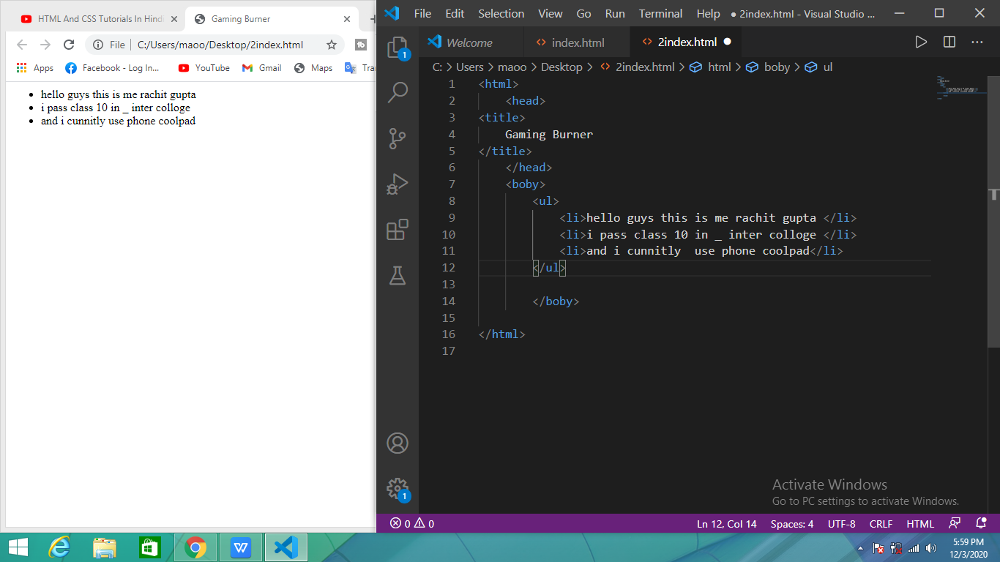 HTML And CSS Tutorials In Hind
Gaming Burner
File C:/Users/maoo/Desktop/2index.html
Apps Facebook - Log In... YouTube Gmail Maps Tran
• hello guys this is me rachit gupta
• i pass class 10 in _ inter colloge
• and i cunnitly use phone coolpad
File Edit Selection View Go Run Terminal Help ● 2index.html - Visual Studio ...
Welcome index.html 2index.html
C: > Users > maoo > Desktop > 2index.html > html > boby > ul
1 <html>
2 <head>
3 <title>
4 Gaming Burner
5 </title>
6 </head>
7 <boby>
8 <ul>
9 <li>hello guys this is me rachit gupta </li>
10 <li>i pass class 10 in _ inter colloge </li>
11 <li>and i cunnitly  use phone coolpad</li>
12 </ul>
13
14 </boby>
15
16 </html>
17
1
1
Activate Windows
Go to PC settings to activate Windows.
0 0 Ln 12, Col 14 Spaces: 4 UTF-8 CRLF HTML
5:59 PM
12/3/2020